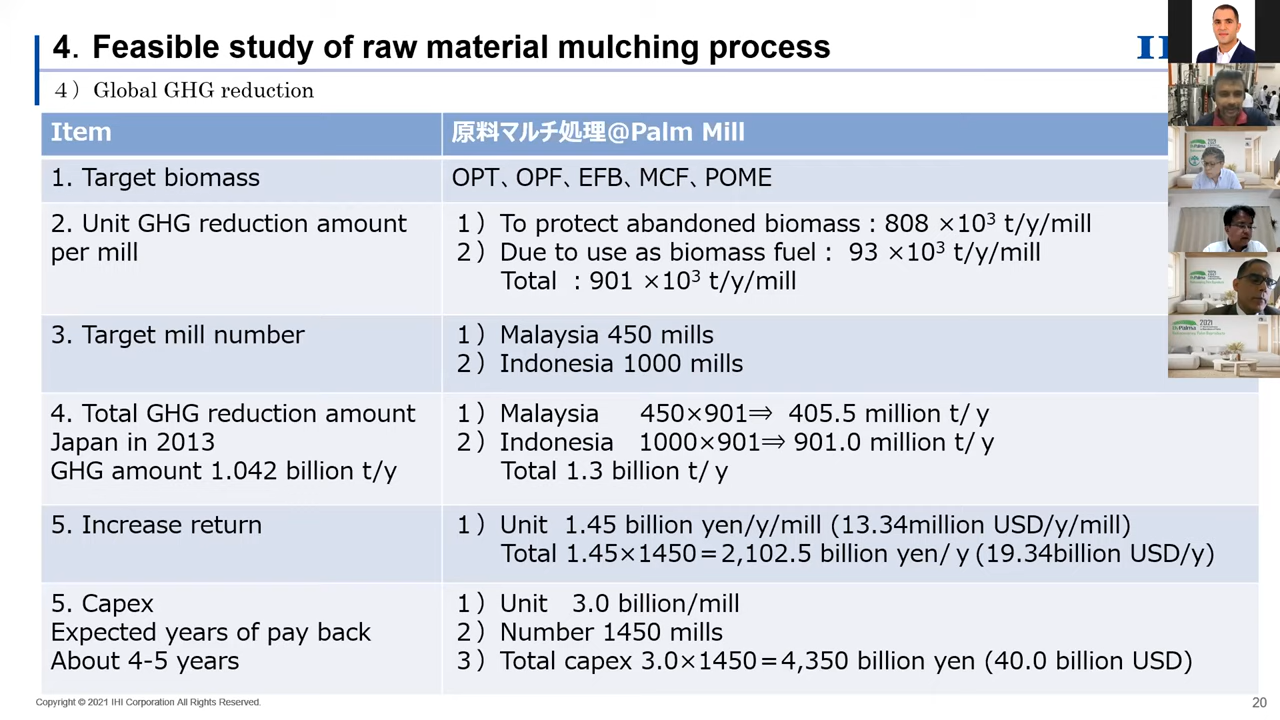 4. Feasible study of raw material mulching process
4）Global GHG reduction
Item
原料マルチ処理@Palm Mill
1. Target biomass
OPT、OPF、EFB、MCF、POME
2. Unit GHG reduction amount
per mill
1）To protect abandoned biomass：808 ×10³ t/y/mill
2）Due to use as biomass fuel： 93 ×10³ t/y/mill
Total ：901 ×10³ t/y/mill
3. Target mill number
1）Malaysia 450 mills
2）Indonesia 1000 mills
4. Total GHG reduction amount
Japan in 2013
GHG amount 1.042 billion t/y
1）Malaysia 450×901⇒ 405.5 million t/ y
2）Indonesia 1000×901⇒ 901.0 million t/ y
Total 1.3 billion t/ y
5. Increase return
1）Unit 1.45 billion yen/y/mill (13.34million USD/y/mill)
Total 1.45×1450＝2,102.5 billion yen/ y (19.34billion USD/y)
5. Capex
Expected years of pay back
About 4-5 years
1）Unit 3.0 billion/mill
2）Number 1450 mills
3）Total capex 3.0×1450＝4,350 billion yen (40.0 billion USD)
Copyright © 2021 IHI Corporation All Rights Reserved.
20
2021